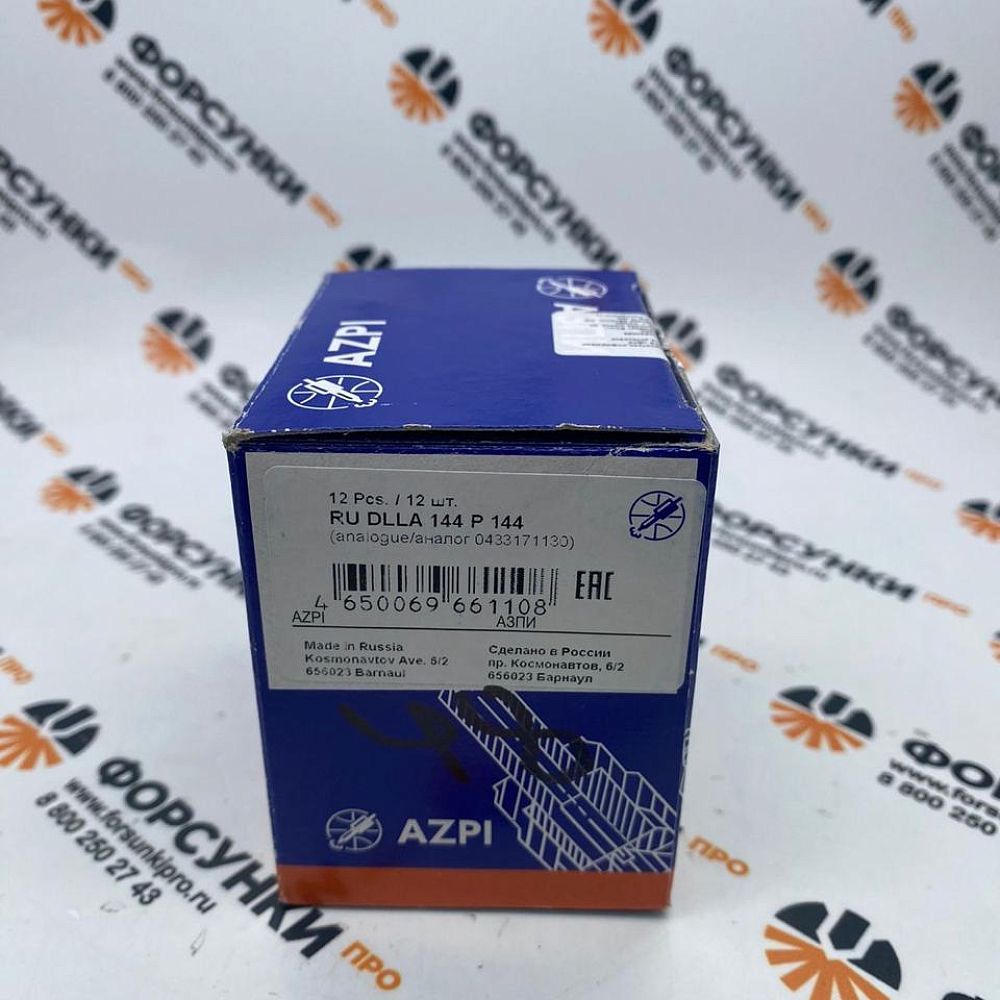 AZPI
12 Pcs. / 12 шт.
RU DLLA 144 P 144
(analogue/аналог 0433171130)
4 650069 661108
EAC
AZPI АЗПИ
Made in Russia
Kosmonavtov Ave. 6/2
656023 Barnaul
Сделано в России
пр. Космонавтов, 6/2
656023 Барнаул
AZPI
ФОРСУНКИ ПРО
www.forsunkipro.ru
8 800 250 27 43